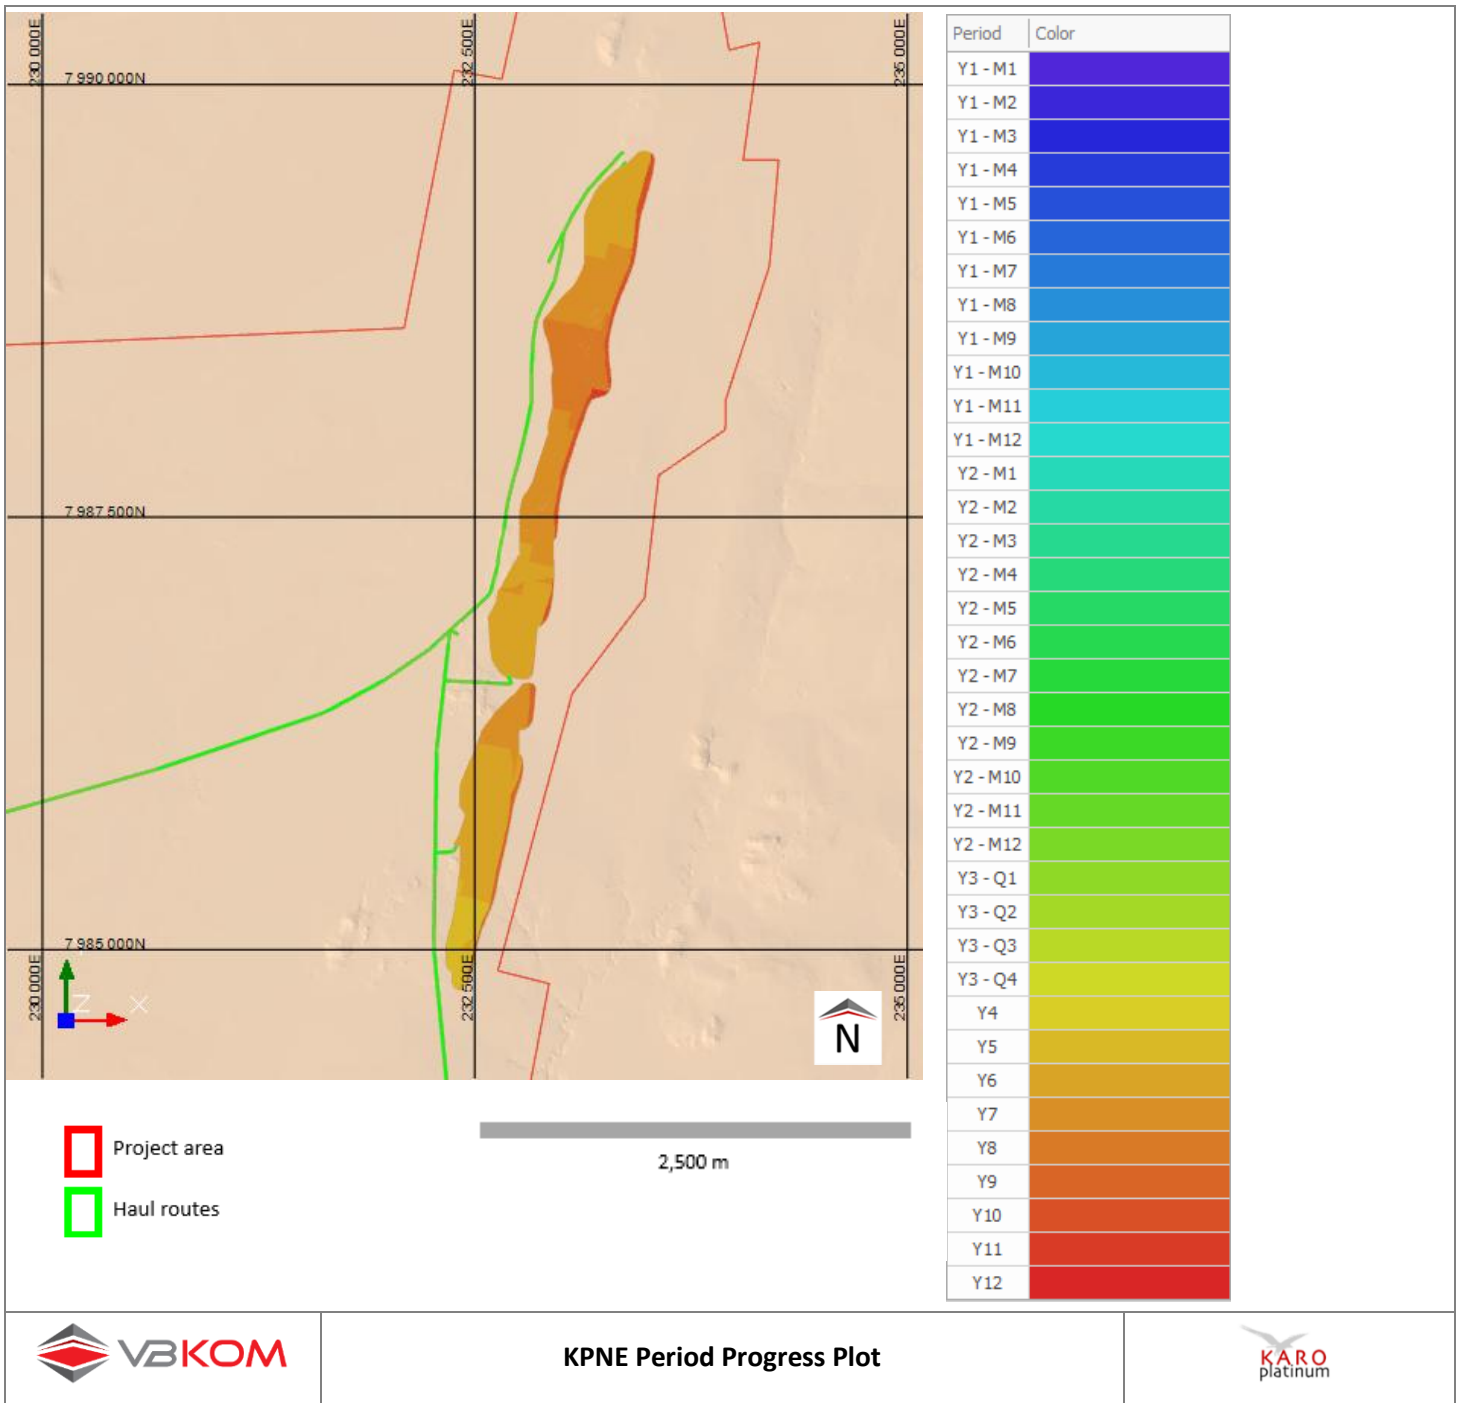 230 000E
232 500E
235 000E
7 990 000N
7 987 500N
7 985 000N
230 000E
232 500E
235 000E
Z
X
N
Project area
Haul routes
2,500 m
Period Color
Y1 - M1
Y1 - M2
Y1 - M3
Y1 - M4
Y1 - M5
Y1 - M6
Y1 - M7
Y1 - M8
Y1 - M9
Y1 - M10
Y1 - M11
Y1 - M12
Y2 - M1
Y2 - M2
Y2 - M3
Y2 - M4
Y2 - M5
Y2 - M6
Y2 - M7
Y2 - M8
Y2 - M9
Y2 - M10
Y2 - M11
Y2 - M12
Y3 - Q1
Y3 - Q2
Y3 - Q3
Y3 - Q4
Y4
Y5
Y6
Y7
Y8
Y9
Y10
Y11
Y12
VBKOM
KPNE Period Progress Plot
KARO
platinum